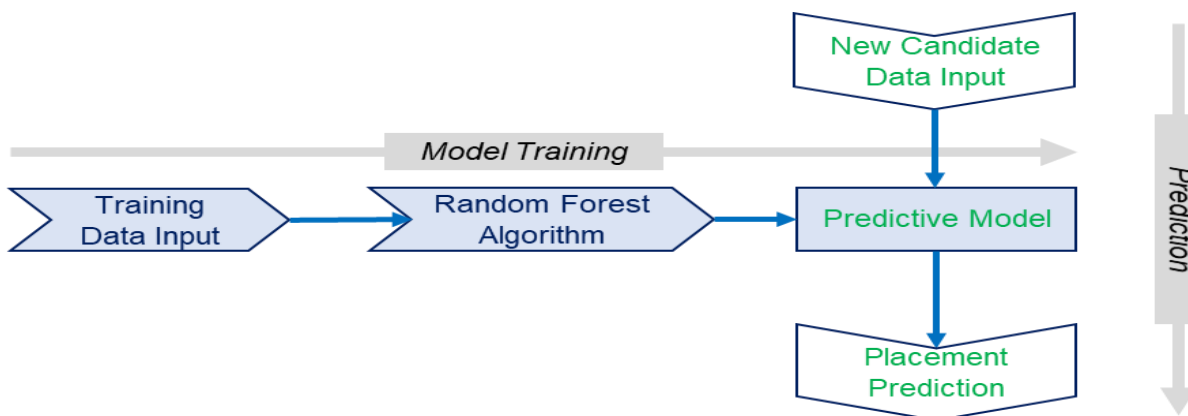 New Candidate
Data Input
Model Training
Training
Data Input
Random Forest
Algorithm
Predictive Model
Prediction
Placement
Prediction